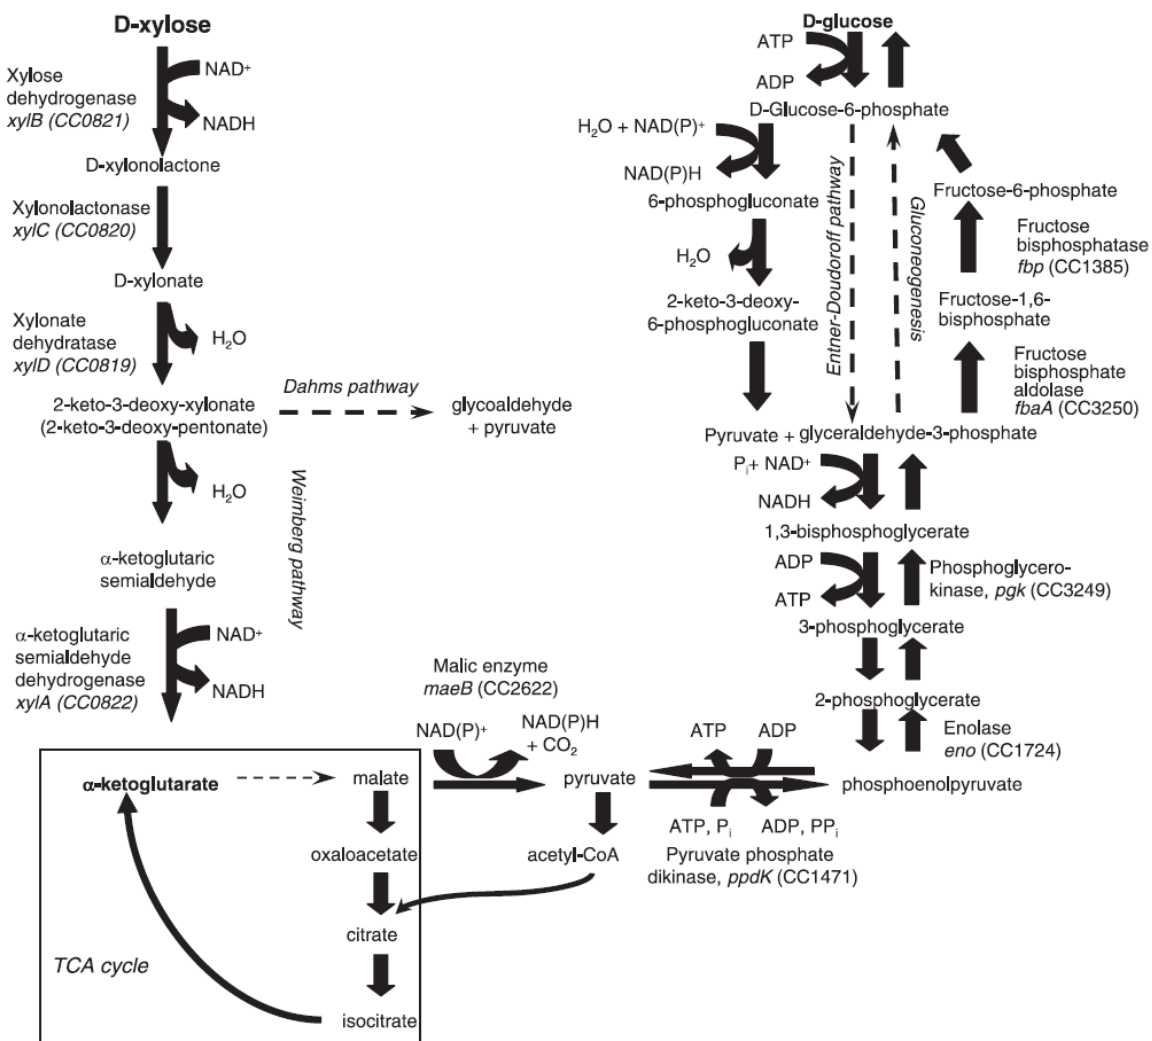 D-xylose
Xylose
dehydrogenase
xylB (CC0821)
NAD+
NADH
D-xylonolactone
Xylonolactonase
xylC (CC0820)
D-xylonate
Xylonate
dehydratase
xylD (CC0819)
H2O
2-keto-3-deoxy-xylonate
(2-keto-3-deoxy-pentonate)
Dahms pathway
glycoaldehyde
+ pyruvate
H2O
Weimberg pathway
α-ketoglutaric
semialdehyde
α-ketoglutaric
semialdehyde
dehydrogenase
xylA (CC0822)
NAD+
NADH
D-glucose
ATP
ADP
D-Glucose-6-phosphate
H2O + NAD(P)+
NAD(P)H
6-phosphogluconate
H2O
2-keto-3-deoxy-
6-phosphogluconate
Entner-Doudoroff pathway
Gluconeogenesis
Fructose-6-phosphate
Fructose
bisphosphatase
fbp (CC1385)
Fructose-1,6-
bisphosphate
Fructose
bisphosphate
aldolase
fbaA (CC3250)
Pyruvate + glyceraldehyde-3-phosphate
Pi+ NAD+
NADH
1,3-bisphosphoglycerate
ADP
ATP
Phosphoglycero-
kinase, pgk (CC3249)
3-phosphoglycerate
2-phosphoglycerate
Enolase
eno (CC1724)
phosphoenolpyruvate
Malic enzyme
maeB (CC2622)
NAD(P)+
NAD(P)H
+ CO2
ATP
ADP
α-ketoglutarate
malate
pyruvate
ATP, Pi
ADP, PPi
Pyruvate phosphate
dikinase, ppdK (CC1471)
oxaloacetate
acetyl-CoA
citrate
TCA cycle
isocitrate